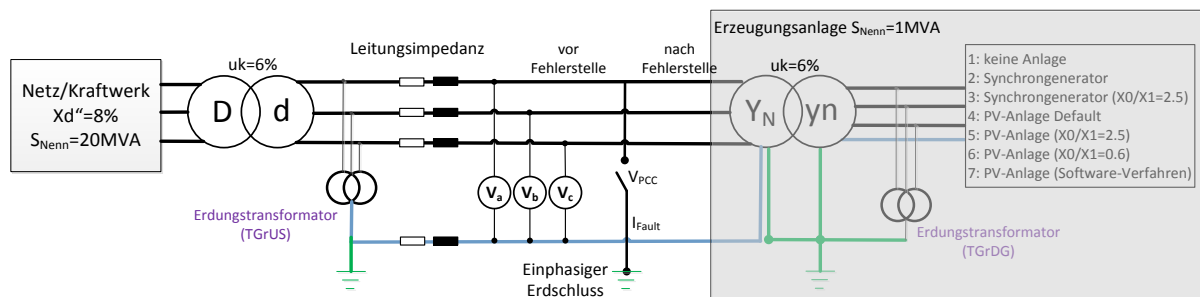 Netz/Kraftwerk
Xd“=8%
SNenn=20MVA
uk=6%
D
d
Leitungsimpedanz
vor
Fehlerstelle
nach
Fehlerstelle
Va
Vb
Vc
VPCC
IFault
Erdungstransformator
(TGrUS)
Einphasiger
Erdschluss
Erzeugungsanlage SNenn=1MVA
uk=6%
YN
yn
1: keine Anlage
2: Synchrongenerator
3: Synchrongenerator (X0/X1=2.5)
4: PV-Anlage Default
5: PV-Anlage (X0/X1=2.5)
6: PV-Anlage (X0/X1=0.6)
7: PV-Anlage (Software-Verfahren)
Erdungstransformator
(TGrDG)